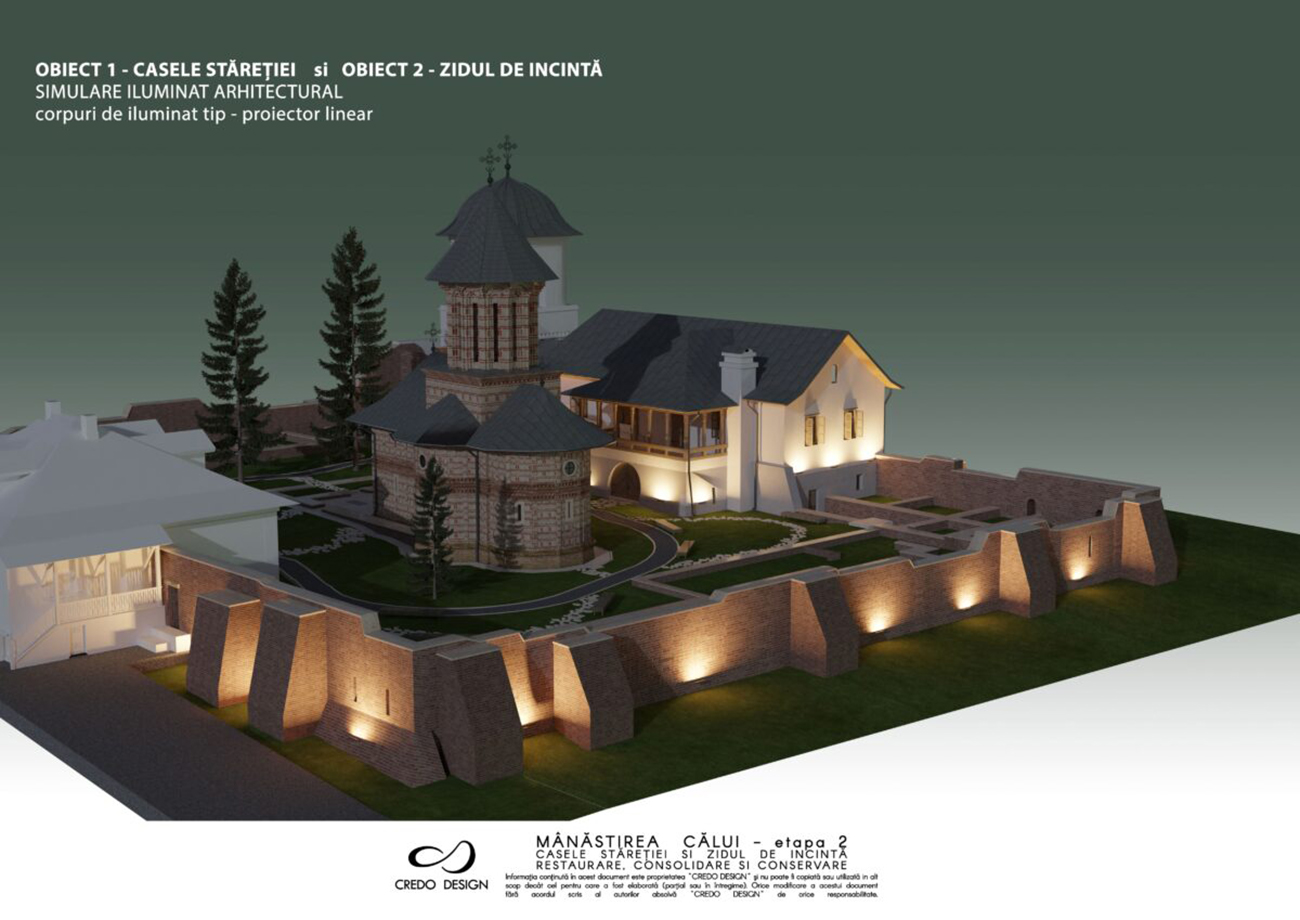 OBIECT 1 - CASELE STĂREȚIEI si OBIECT 2 - ZIDUL DE INCINTĂ
SIMULARE ILUMINAT ARHITECTURAL
corpuri de iluminat tip - proiector linear
MÂNĂSTIREA CĂLUI - etapa 2
CASELE STĂREȚIEI SI ZIDUL DE INCINTĂ
RESTAURARE, CONSOLIDARE SI CONSERVARE
CREDO DESIGN
Informația conținută în acest document este proprietatea "CREDO DESIGN" și nu poate fi copiata sau utilizată in alt
scop decât cel pentru care a fost elaborată (parțial sau în întregime). Orice modificare a acestui document
fără acordul scris al autorilor absolvă "CREDO DESIGN" de orice responsabilitate.